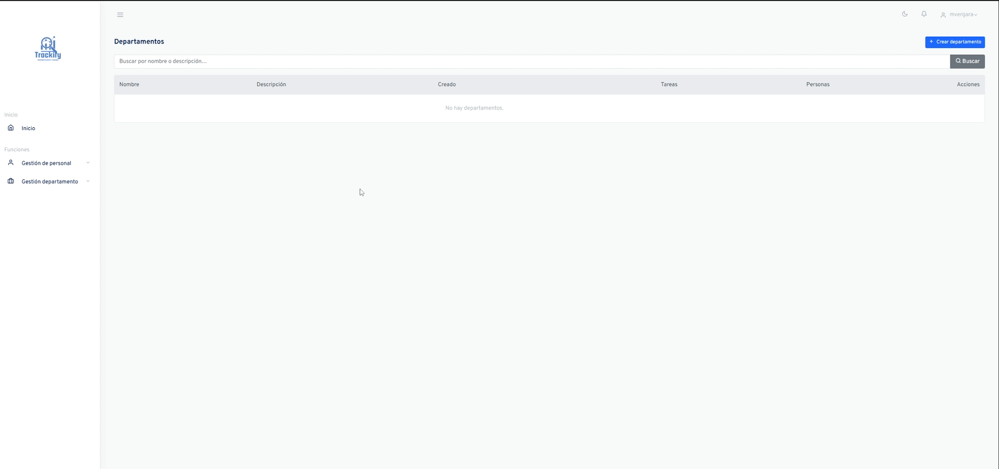 mvergara
Trackify
Departamentos
+ Crear departamento
Buscar por nombre o descripción...
Buscar
Nombre Descripción Creado Tareas Personas Acciones
No hay departamentos.
Inicio
Inicio
Funciones
Gestión de personal
Gestión departamento